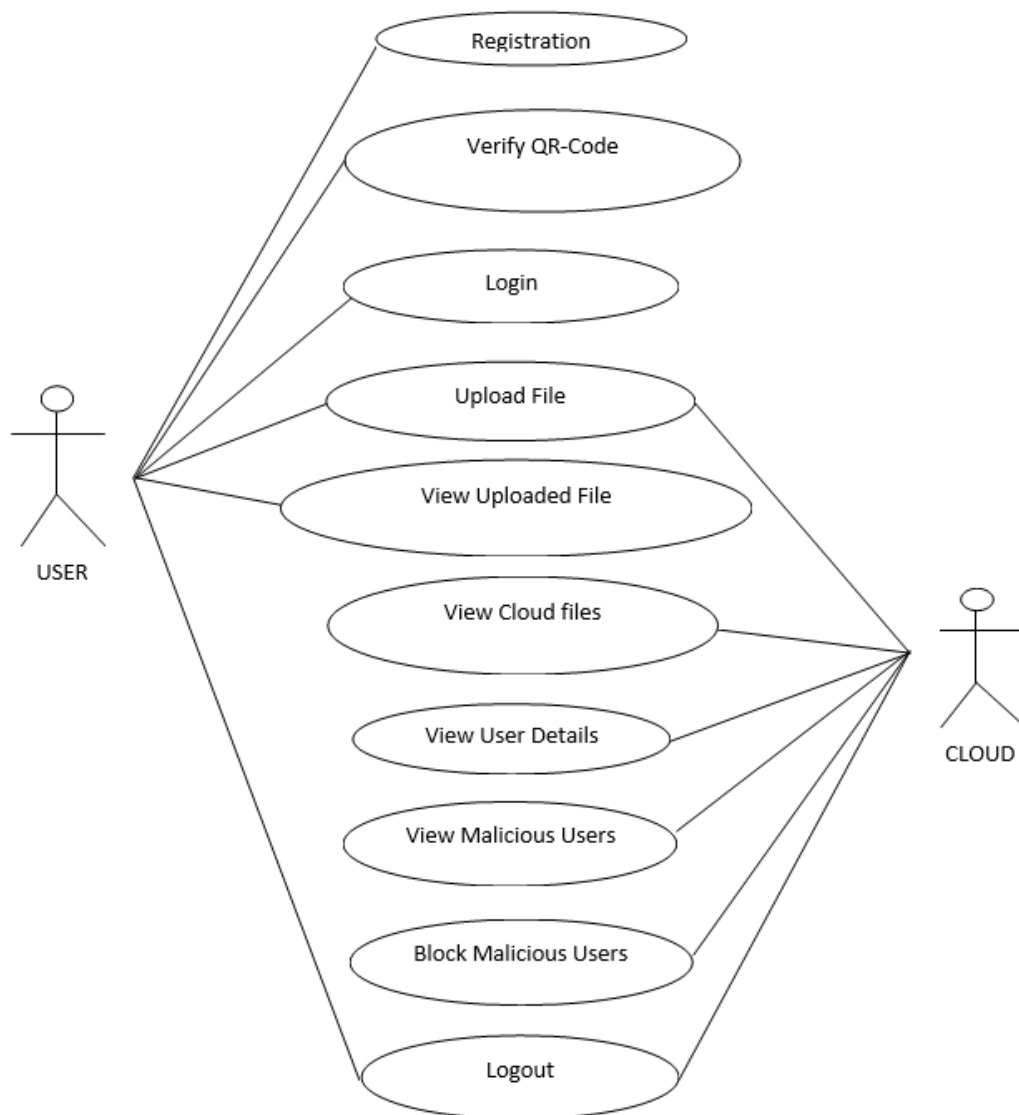 Registration
Verify QR-Code
Login
Upload File
View Uploaded File
USER
View Cloud files
View User Details
CLOUD
View Malicious Users
Block Malicious Users
Logout